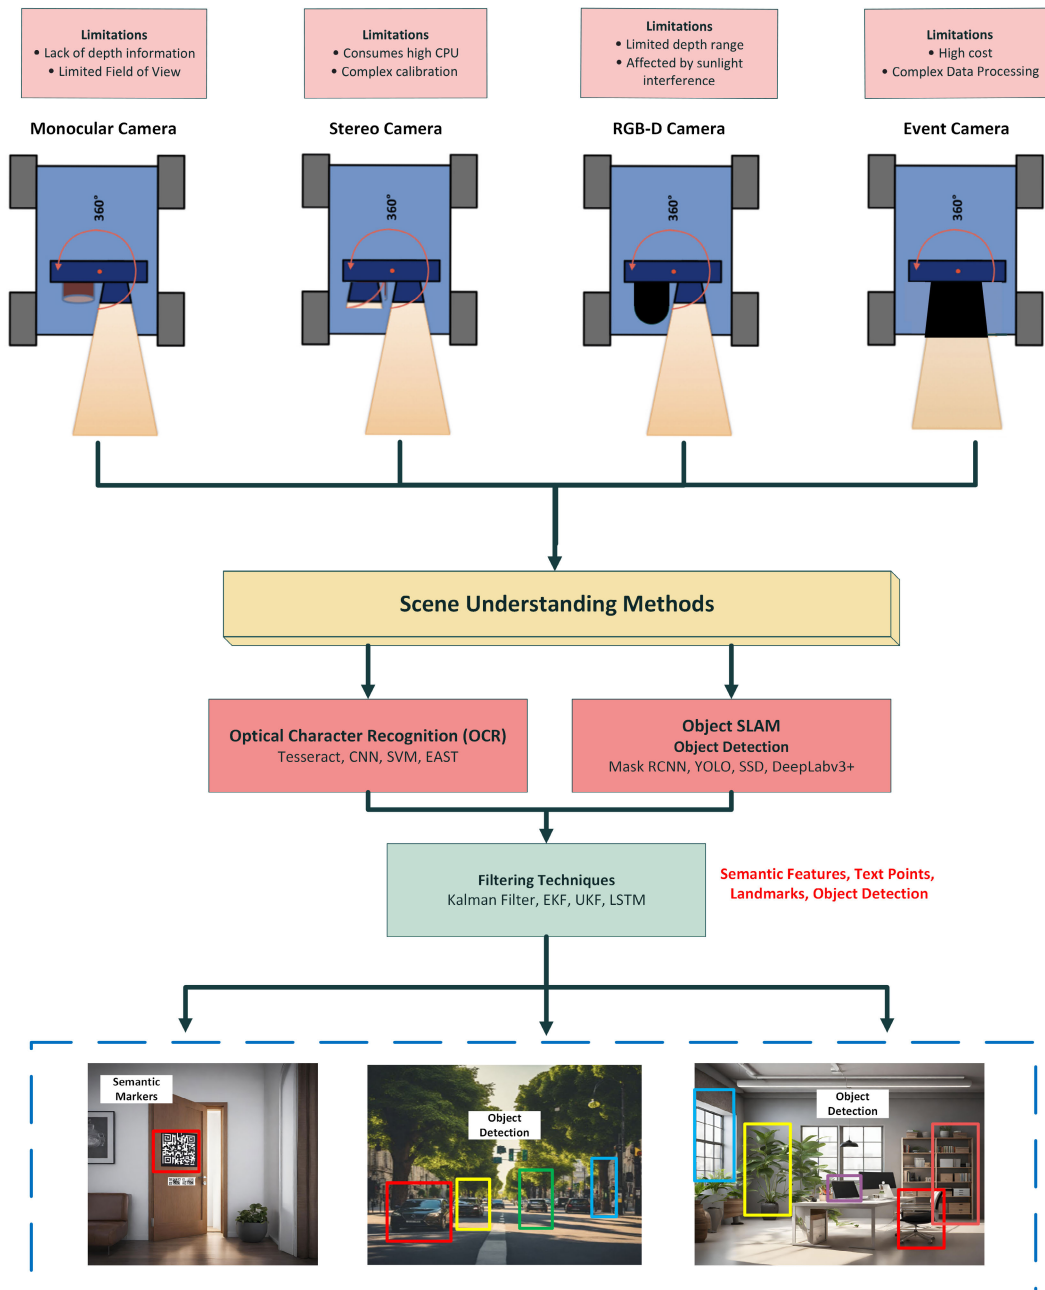 Limitations
• Lack of depth information
• Limited Field of View
Limitations
• Consumes high CPU
• Complex calibration
Limitations
• Limited depth range
• Affected by sunlight
interference
Limitations
• High cost
• Complex Data Processing
Monocular Camera
Stereo Camera
RGB-D Camera
Event Camera
360°
360°
360°
360°
Scene Understanding Methods
Optical Character Recognition (OCR)
Tesseract, CNN, SVM, EAST
Object SLAM
Object Detection
Mask RCNN, YOLO, SSD, DeepLabv3+
Filtering Techniques
Kalman Filter, EKF, UKF, LSTM
Semantic Features, Text Points,
Landmarks, Object Detection
Semantic
Markers
Object
Detection
Object
Detection